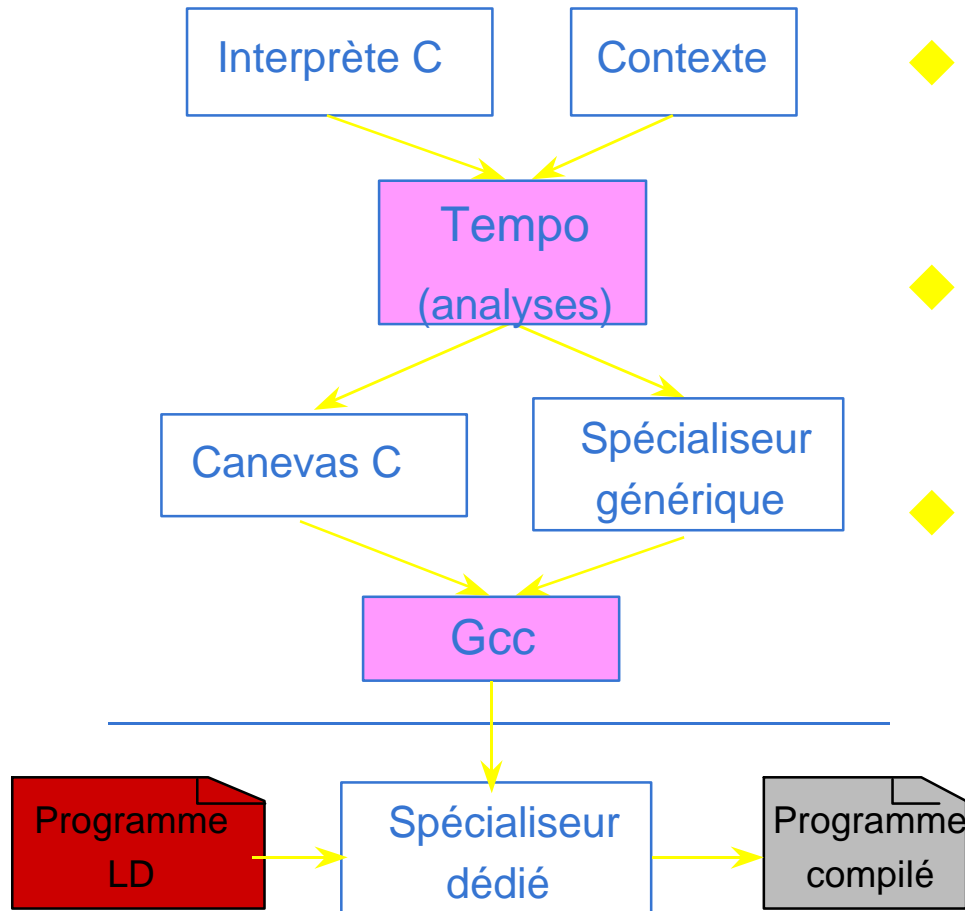 Interprète C
Contexte
Tempo
(analyses)
Canevas C
Spécialiseur
générique
Gcc
Programme
LD
Spécialiseur
dédié
Programme
compilé